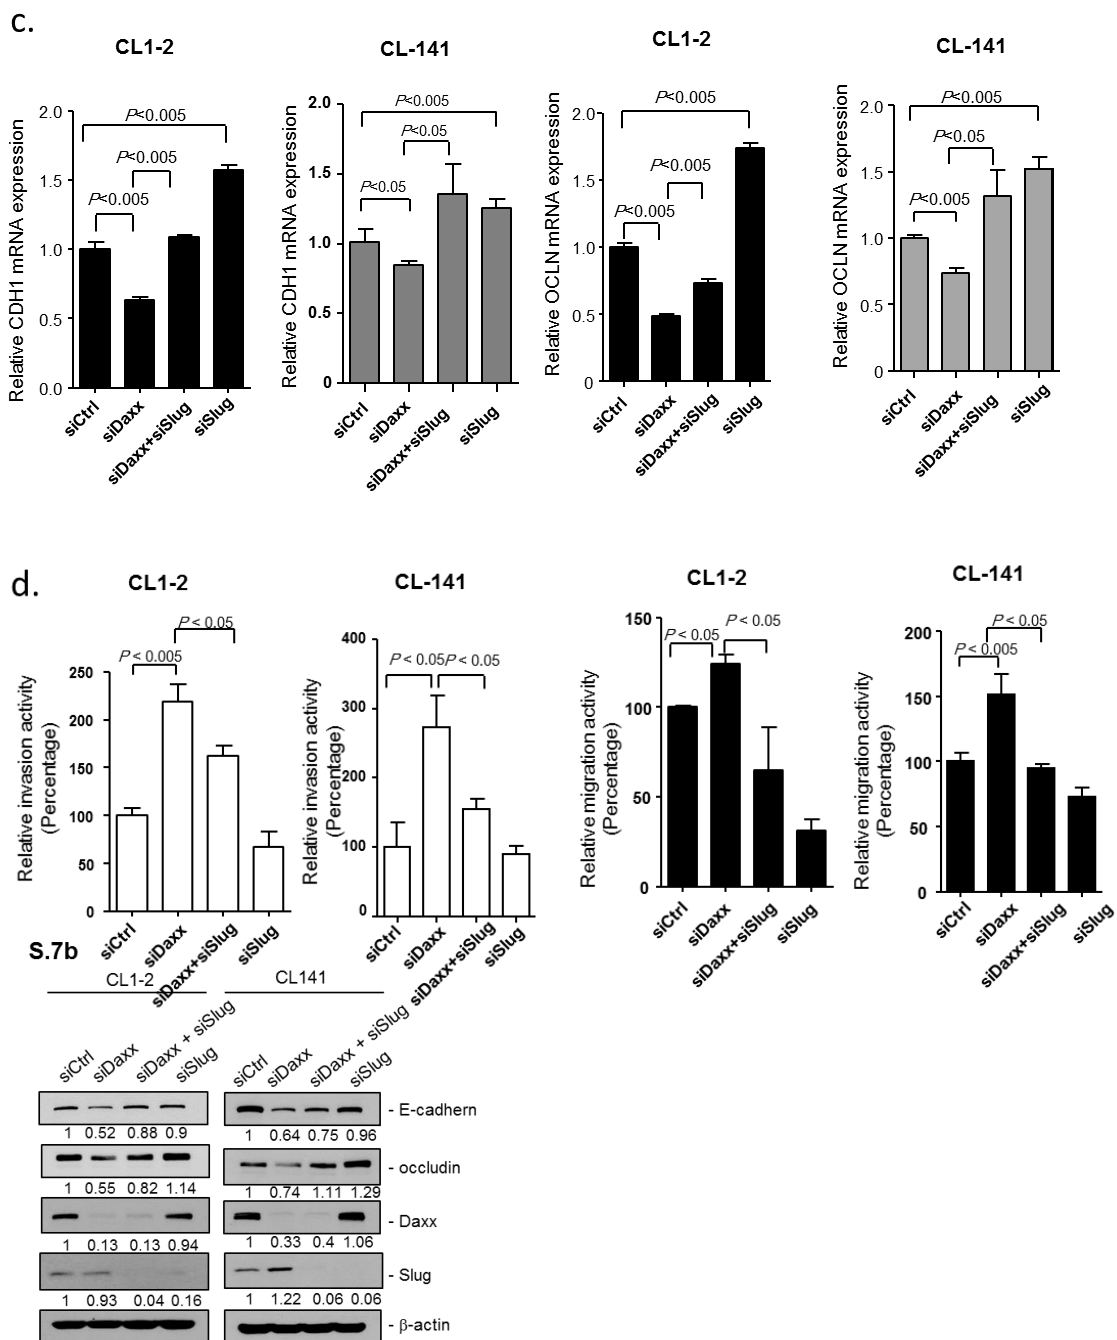 c.
CL1-2
CL-141
CL1-2
CL-141
Relative CDH1 mRNA expression
2.0
1.5
1.0
0.5
0.0
P<0.005
P<0.005
P<0.005
siCtrl
siDaxx
siDaxx+siSlug
siSlug
Relative CDH1 mRNA expression
2.0
1.5
1.0
0.5
0
P<0.005
P<0.05
P<0.05
siCtrl
siDaxx
siDaxx+siSlug
siSlug
Relative OCLN mRNA expression
2.0
1.5
1.0
0.5
0
P<0.005
P<0.005
P<0.005
siCtrl
siDaxx
siDaxx+siSlug
siSlug
Relative OCLN mRNA expression
2.0
1.5
1.0
0.5
0
P<0.005
P<0.05
P<0.005
siCtrl
siDaxx
siDaxx+siSlug
siSlug
d.
CL1-2
CL-141
CL1-2
CL-141
Relative invasion activity
(Percentage)
250
200
150
100
50
0
P < 0.05
P < 0.005
siCtrl
siDaxx
siDaxx+siSlug
siSlug
Relative invasion activity
(Percentage)
400
300
200
100
0
P < 0.05
P < 0.05
siCtrl
siDaxx
siDaxx+siSlug
siSlug
Relative migration activity
(Percentage)
150
100
50
0
P < 0.05
P < 0.05
siCtrl
siDaxx
siDaxx+siSlug
siSlug
Relative migration activity
(Percentage)
200
150
100
50
0
P < 0.05
P < 0.005
siCtrl
siDaxx
siDaxx+siSlug
siSlug
S.7b
CL1-2
CL141
siCtrl
siDaxx
siDaxx + siSlug
siSlug
siCtrl
siDaxx
siDaxx + siSlug
siSlug
- E-cadhern
1 0.52 0.88 0.9
1 0.64 0.75 0.96
- occludin
1 0.55 0.82 1.14
1 0.74 1.11 1.29
- Daxx
1 0.13 0.13 0.94
1 0.33 0.4 1.06
- Slug
1 0.93 0.04 0.16
1 1.22 0.06 0.06
- β-actin